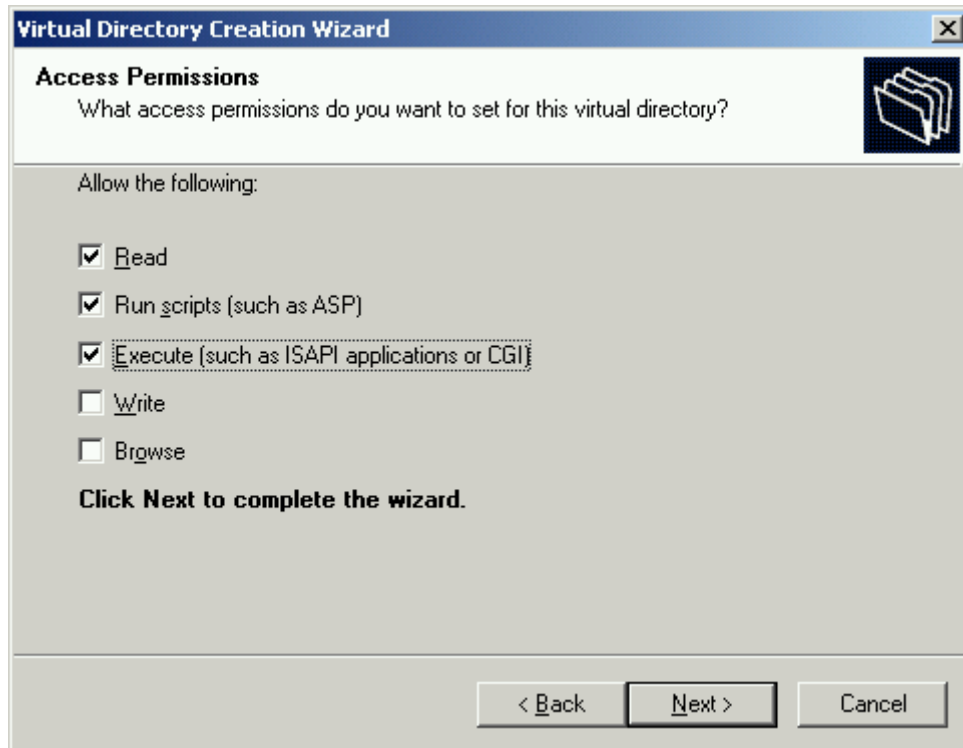 Virtual Directory Creation Wizard
Access Permissions
What access permissions do you want to set for this virtual directory?
Allow the following:
Read
Run scripts (such as ASP)
Execute (such as ISAPI applications or CGI)
Write
Browse
Click Next to complete the wizard.
< Back Next > Cancel